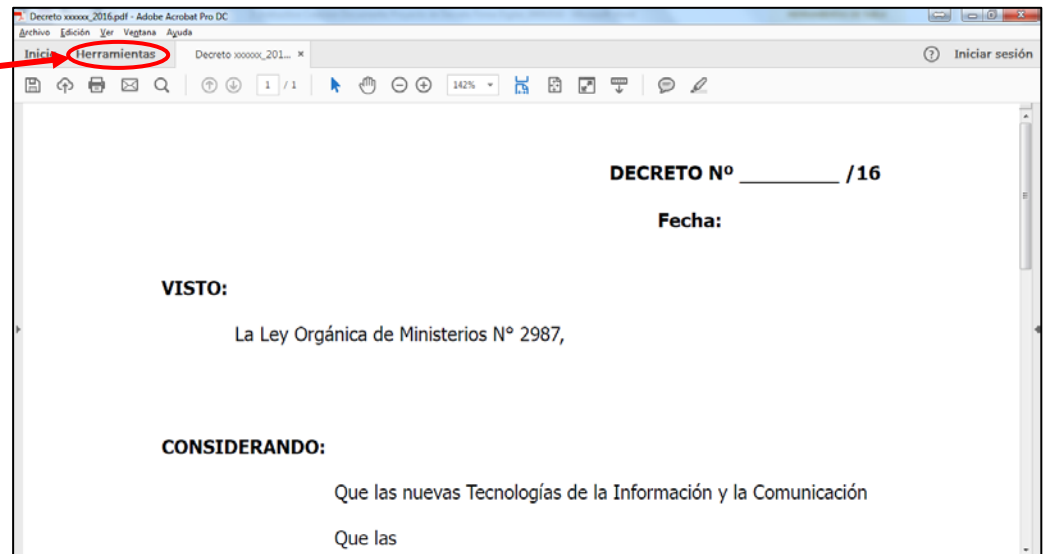 Decreto xxxxxx_2016.pdf - Adobe Acrobat Pro DC
Archivo Edición Ver Ventana Ayuda
Inicio Herramientas Decreto xxxxxx_201... × ? Iniciar sesión
1 / 1 142%
DECRETO Nº _________ /16
Fecha:
VISTO:
La Ley Orgánica de Ministerios N° 2987,
CONSIDERANDO:
Que las nuevas Tecnologías de la Información y la Comunicación
Que las